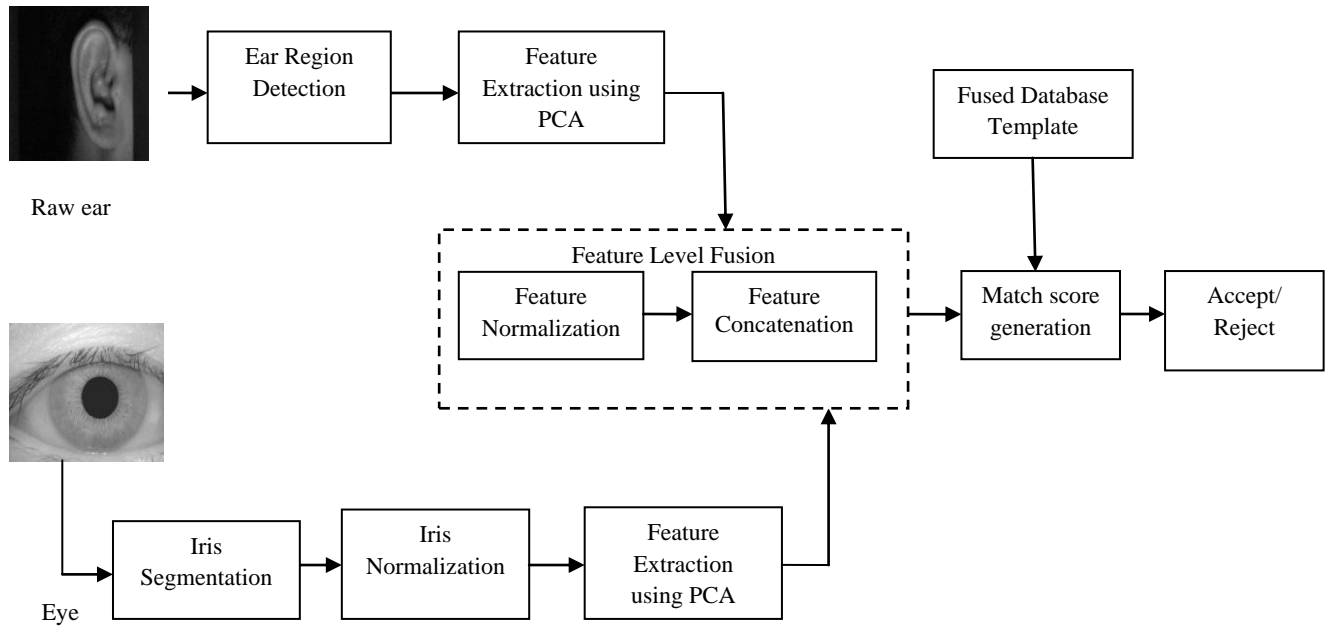 Ear Region
Detection
Feature
Extraction using
PCA
Fused Database
Template
Raw ear
Feature Level Fusion
Feature
Normalization
Feature
Concatenation
Match score
generation
Accept/
Reject
Iris
Segmentation
Iris
Normalization
Feature
Extraction
using PCA
Eye